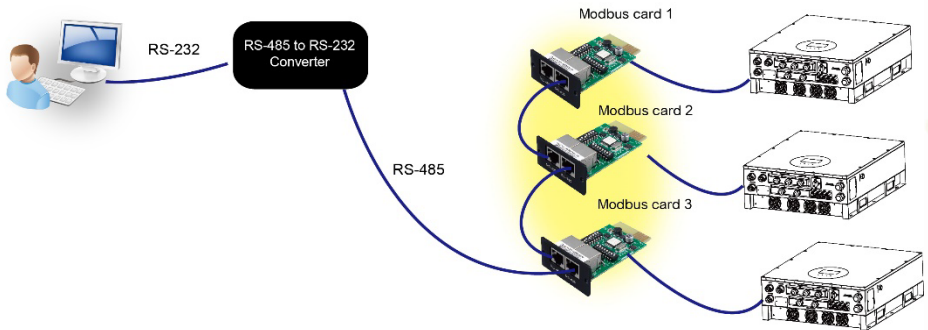 Modbus card 1
RS-232
RS-485 to RS-232
Converter
Modbus card 2
RS-485
Modbus card 3